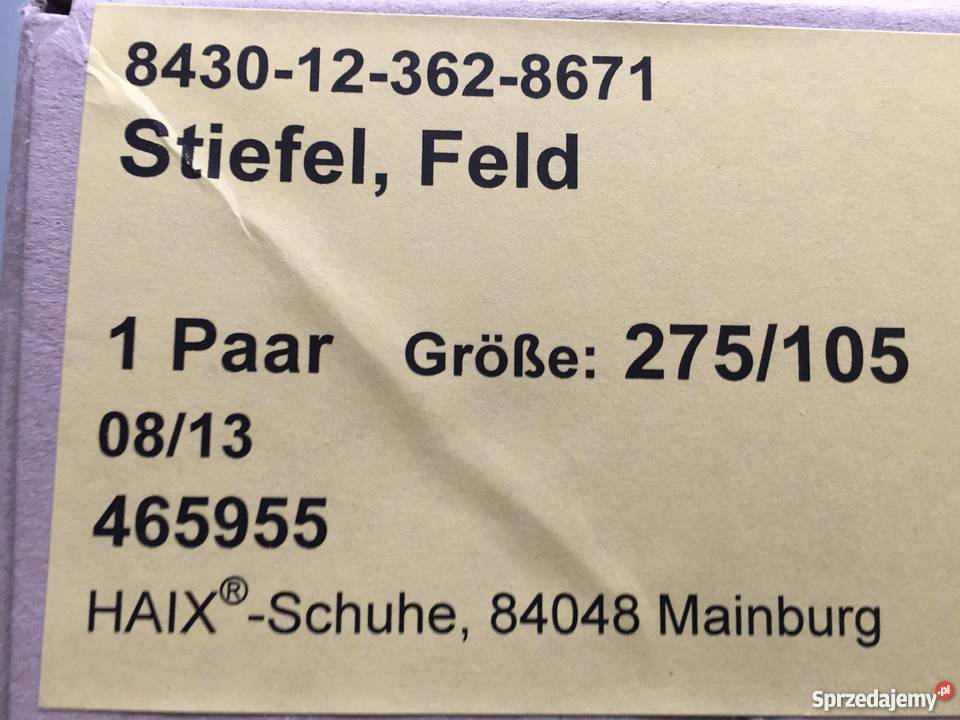 8430-12-362-8671
Stiefel, Feld
1 Paar Größe: 275/105
08/13
465955
HAIX®-Schuhe, 84048 Mainburg
Sprzedajemy.pl